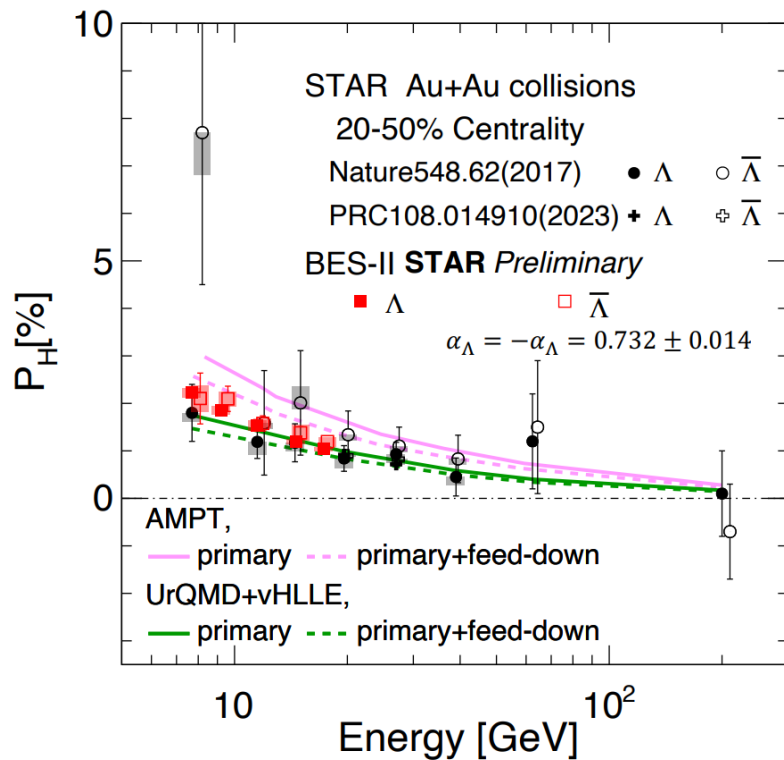 10
5
0
P_H[%]
STAR Au+Au collisions
20-50% Centrality
Nature548.62(2017) Λ Λ̅
PRC108.014910(2023) Λ Λ̅
BES-II STAR Preliminary
Λ Λ̅
α_Λ = −α_Λ = 0.732 ± 0.014
AMPT,
primary primary+feed-down
UrQMD+vHLLE,
primary primary+feed-down
10 10²
Energy [GeV]